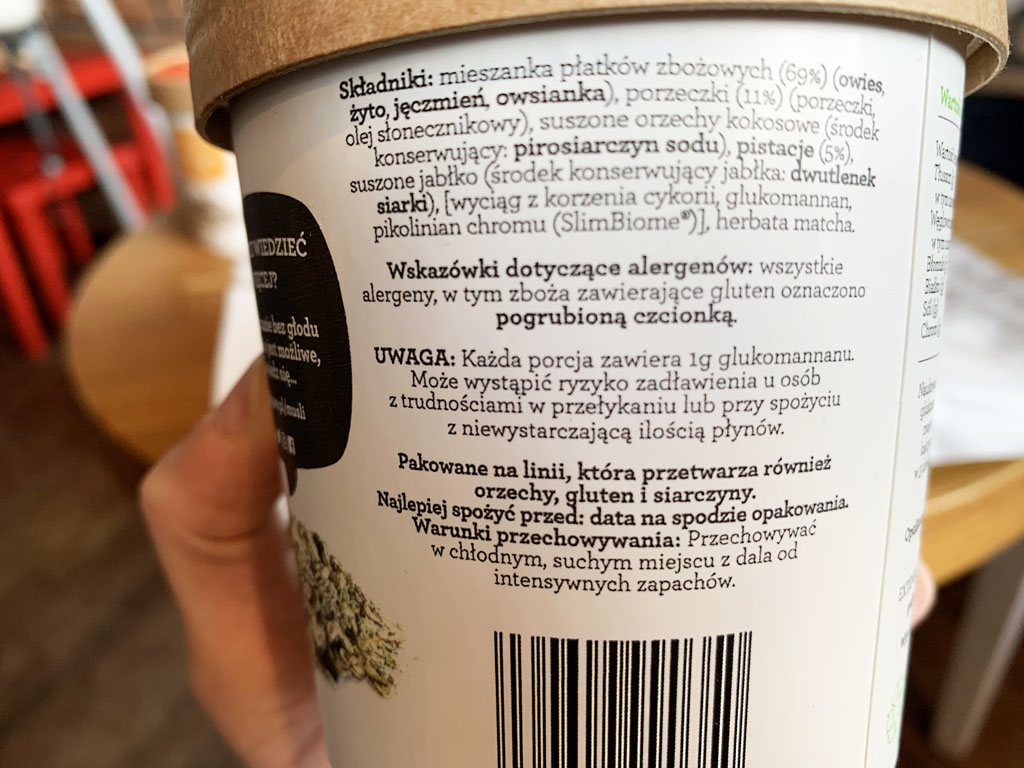 Składniki: mieszanka płatków zbożowych (69%) (owies,
żyto, jęczmień, owsianka), porzeczki (11%) (porzeczki,
olej słonecznikowy), suszone orzechy kokosowe (środek
konserwujący: pirosiarczyn sodu), pistacje (5%),
suszone jabłko (środek konserwujący jabłka: dwutlenek
siarki), [wyciąg z korzenia cykorii, glukomannan,
pikolinian chromu (SlimBiome®)], herbata matcha.
Wskazówki dotyczące alergenów: wszystkie
alergeny, w tym zboża zawierające gluten oznaczono
pogrubioną czcionką.
UWAGA: Każda porcja zawiera 1g glukomannanu.
Może wystąpić ryzyko zadławienia u osób
z trudnościami w przełykaniu lub przy spożyciu
z niewystarczającą ilością płynów.
Pakowane na linii, która przetwarza również
orzechy, gluten i siarczyny.
Najlepiej spożyć przed: data na spodzie opakowania.
Warunki przechowywania: Przechowywać
w chłodnym, suchym miejscu z dala od
intensywnych zapachów.
bez głodu
jest możliwe,